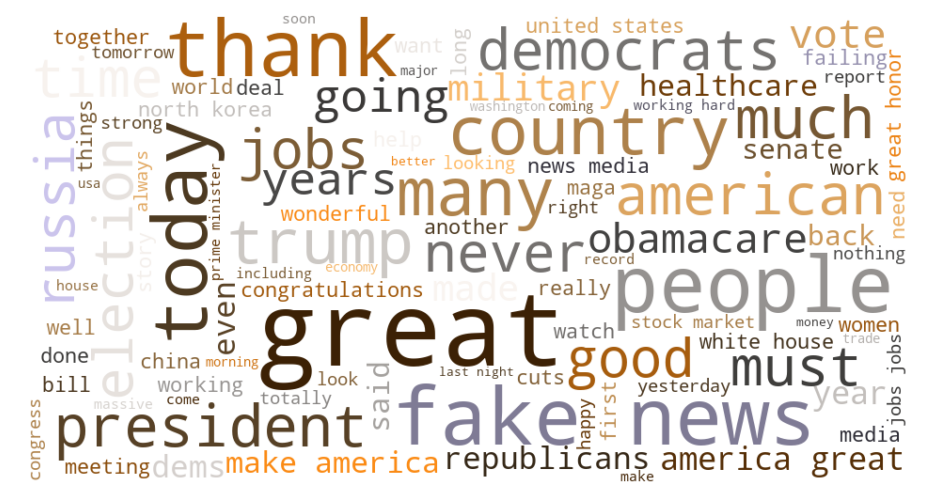 soon
together
thank
want
long
united states
vote
tomorrow
democrats
failing
time
major
report
world
deal
going
military
healthcare
great honor
north korea
washington
coming
working hard
much
russia
things
strong
jobs
help
country
senate
election
today
always
better
looking
news media
work
usa
years
many
maga
american
need
prime minister
wonderful
right
story
trump
another
never
obamacare
back
record
nothing
house
including
economy
people
even
congratulations
made
really
great
well
watch
stock market
money
women
done
china
morning
good
white house
trade
bill
working
look
last night
cuts
must
jobs jobs
come
totally
said
yesterday
year
massive
first
president
fake news
happy
media
congress
meeting
dems
make america
republicans
america great
make